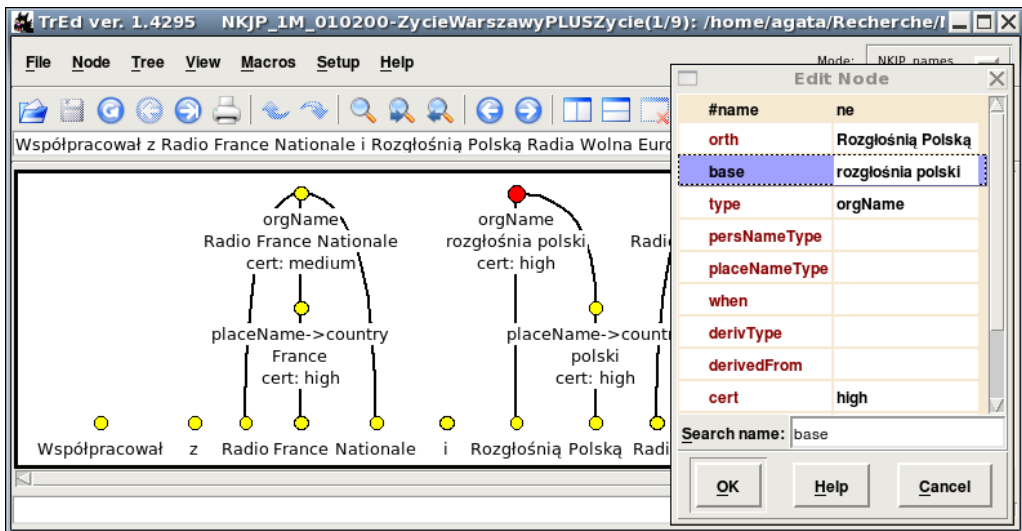 TrEd ver. 1.4295 NKJP_1M_010200-ZycieWarszawyPLUSZycie(1/9): /home/agata/Recherche/
File Node Tree View Macros Setup Help
Mode: NKJP_names
Współpracował z Radio France Nationale i Rozgłośnią Polską Radia Wolna Euro
orgName
Radio France Nationale
cert: medium
orgName
rozgłośnia polski
cert: high
Radi
placeName->country
France
cert: high
placeName->countr
polski
cert: high
Współpracował z Radio France Nationale i Rozgłośnią Polską Radi
Edit Node
#name ne
orth Rozgłośnią Polską
base rozgłośnia polski
type orgName
persNameType
placeNameType
when
derivType
derivedFrom
cert high
Search name: base
OK Help Cancel